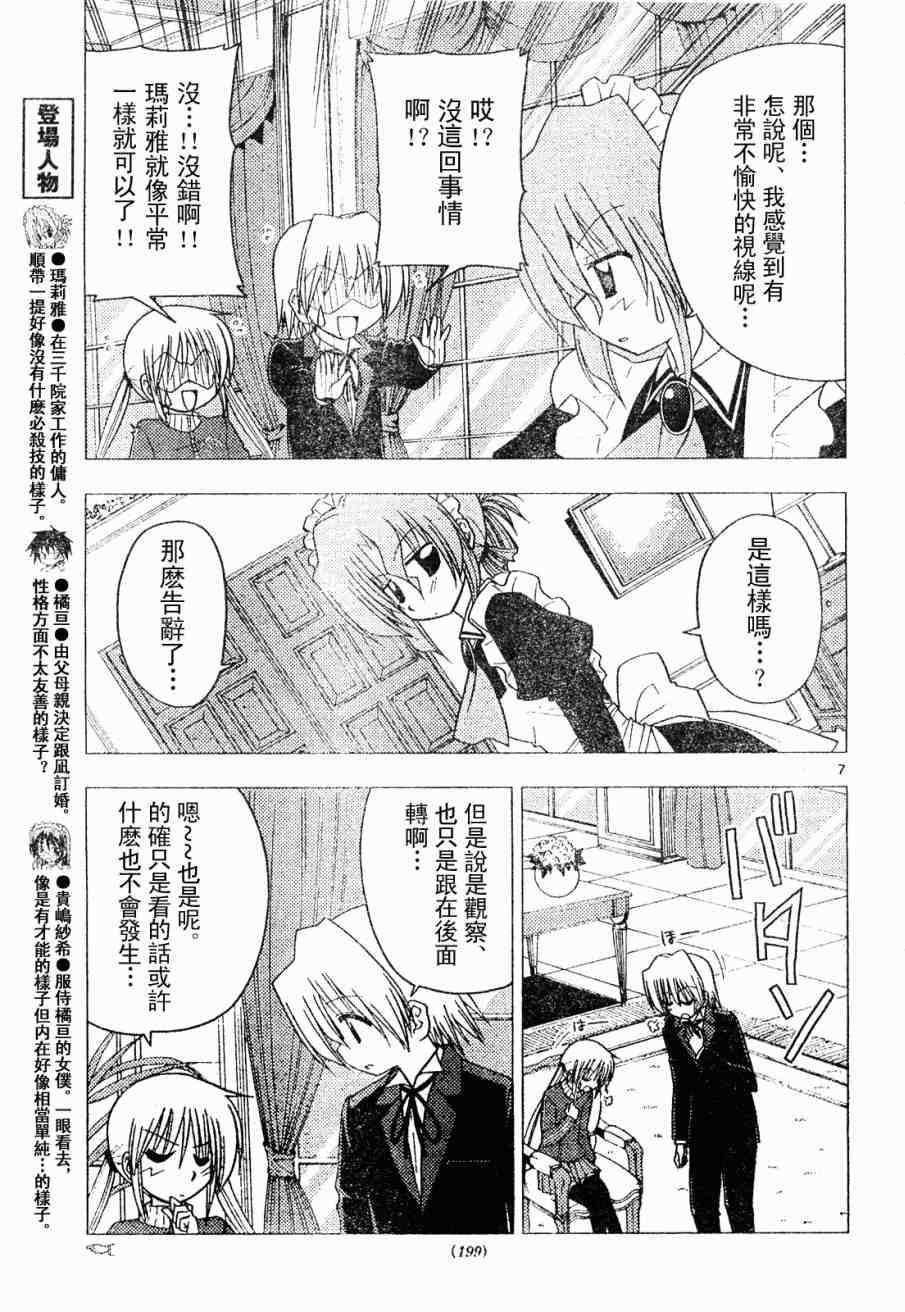 那個…
怎說呢、我感覺到有
非常不愉快的視線呢…
哎!?
沒這回事情
啊!?
沒…!!沒錯啊!!
瑪莉雅就像平常
一樣就可以了!!
是這樣嗎…?
那麽告辭了…
7
ほー
ほー
但是說是觀察、
也只是跟在後面
轉啊…
嗯~~也是呢。
的確只是看的話或許
什麽也不會發生…
登場人物
●瑪莉雅●在三千院家工作的傭人。
順帶一提好像沒有什麽必殺技的樣子。
●橘亘●由父母親決定跟凪訂婚。
性格方面不太友善的樣子?
●貴嶋紗希●服侍橘亘的女僕。一眼看去,
像是有才能的樣子但內在好像相當單純…的樣子。
(199)